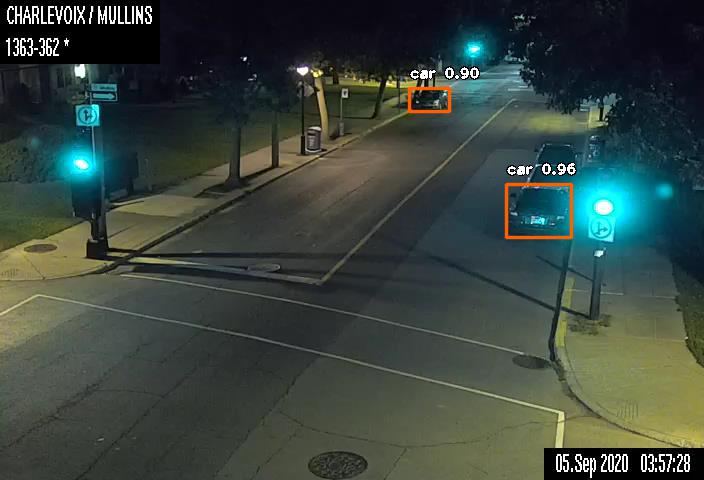 CHARLEVOIX / MULLINS
1363-362 *
car 0.90
car 0.96
05.Sep 2020 03:57:28